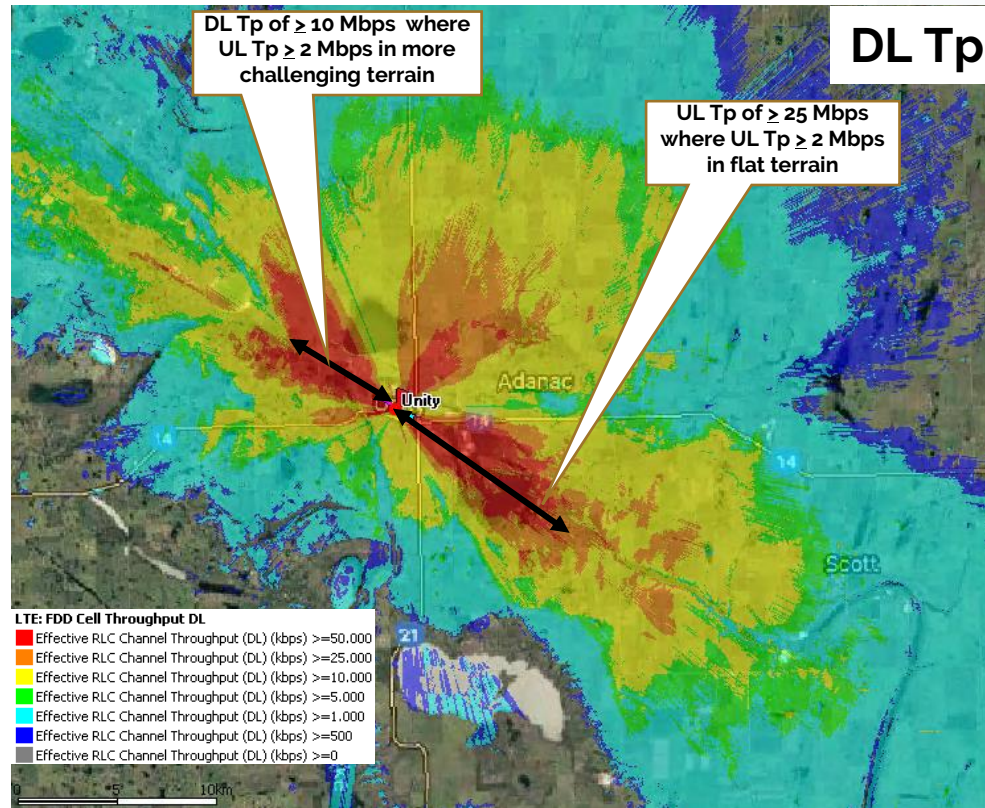 DL Tp of ≥ 10 Mbps where
UL Tp ≥ 2 Mbps in more
challenging terrain
DL Tp
UL Tp of ≥ 25 Mbps
where UL Tp ≥ 2 Mbps
in flat terrain
Adanac
Unity
14
14
Scott
21
LTE: FDD Cell Throughput DL
Effective RLC Channel Throughput (DL) (kbps) >=50.000
Effective RLC Channel Throughput (DL) (kbps) >=25.000
Effective RLC Channel Throughput (DL) (kbps) >=10.000
Effective RLC Channel Throughput (DL) (kbps) >=5.000
Effective RLC Channel Throughput (DL) (kbps) >=1.000
Effective RLC Channel Throughput (DL) (kbps) >=500
Effective RLC Channel Throughput (DL) (kbps) >=0
0 5 10km